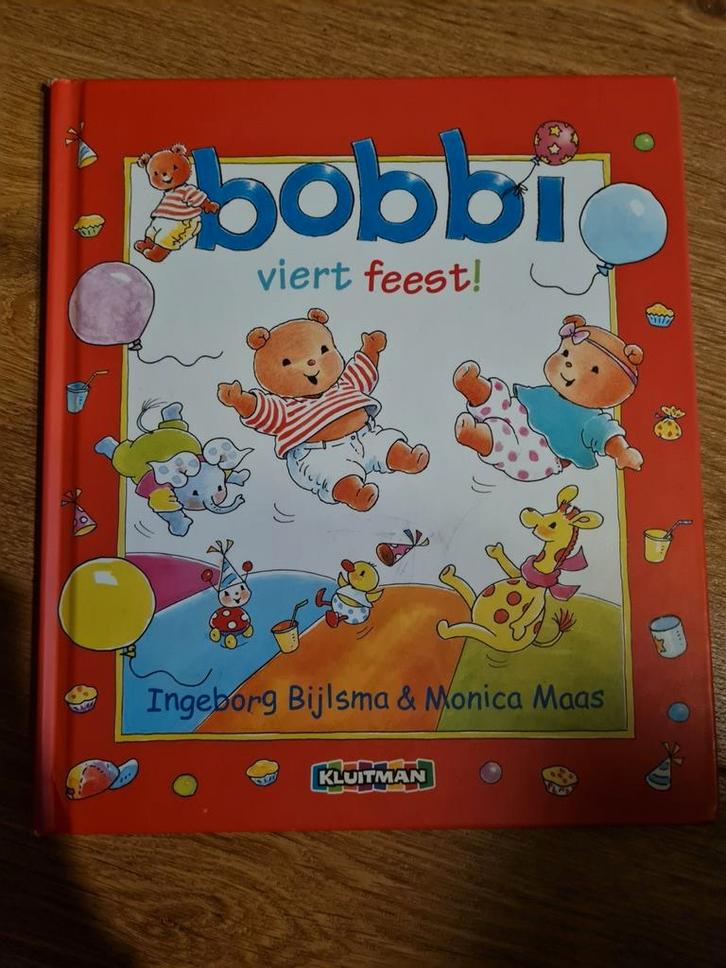 bobbi
viert feest!
Ingeborg Bijlsma & Monica Maas
KLUITMAN